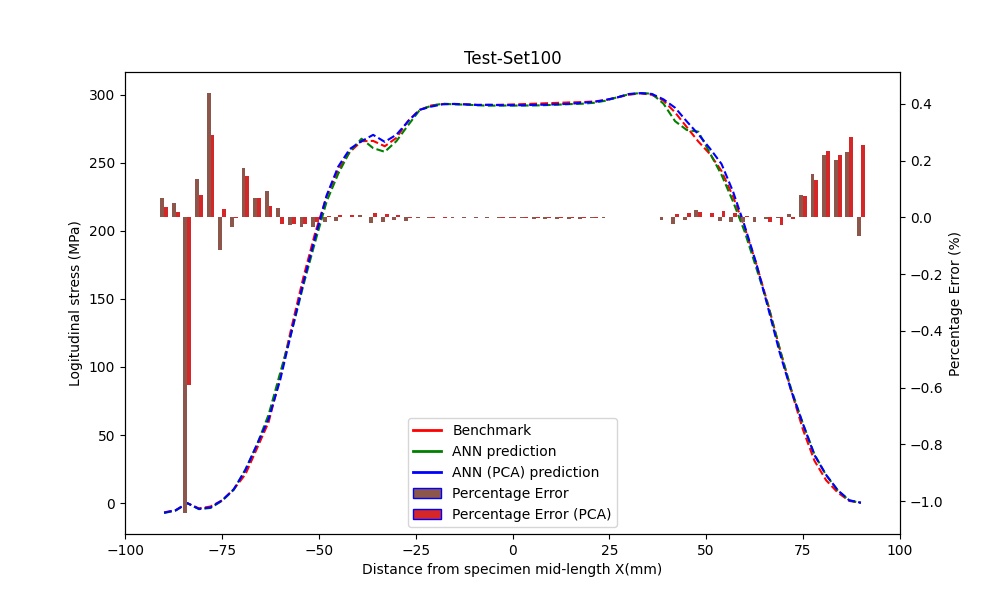 Test-Set100
300
250
200
150
100
50
0
Logitudinal stress (MPa)
0.4
0.2
0.0
−0.2
−0.4
−0.6
−0.8
−1.0
Percentage Error (%)
Benchmark
ANN prediction
ANN (PCA) prediction
Percentage Error
Percentage Error (PCA)
−100 −75 −50 −25 0 25 50 75 100
Distance from specimen mid-length X(mm)